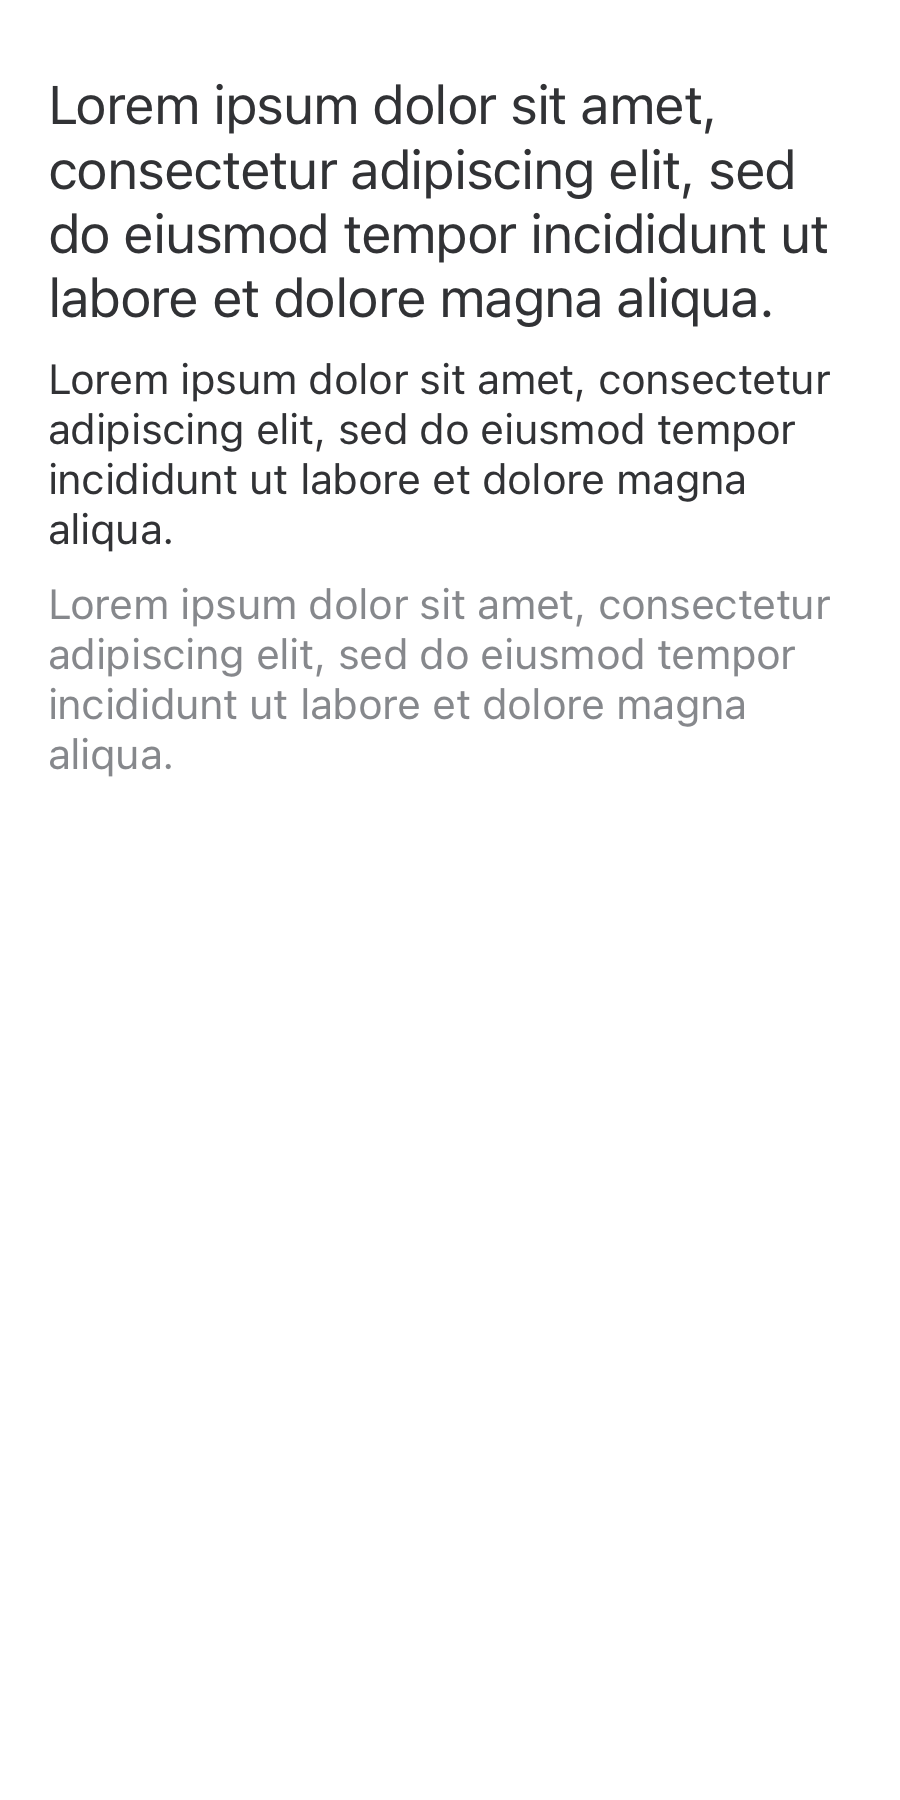 Lorem ipsum dolor sit amet,
consectetur adipiscing elit, sed
do eiusmod tempor incididunt ut
labore et dolore magna aliqua.
Lorem ipsum dolor sit amet, consectetur
adipiscing elit, sed do eiusmod tempor
incididunt ut labore et dolore magna
aliqua.
Lorem ipsum dolor sit amet, consectetur
adipiscing elit, sed do eiusmod tempor
incididunt ut labore et dolore magna
aliqua.